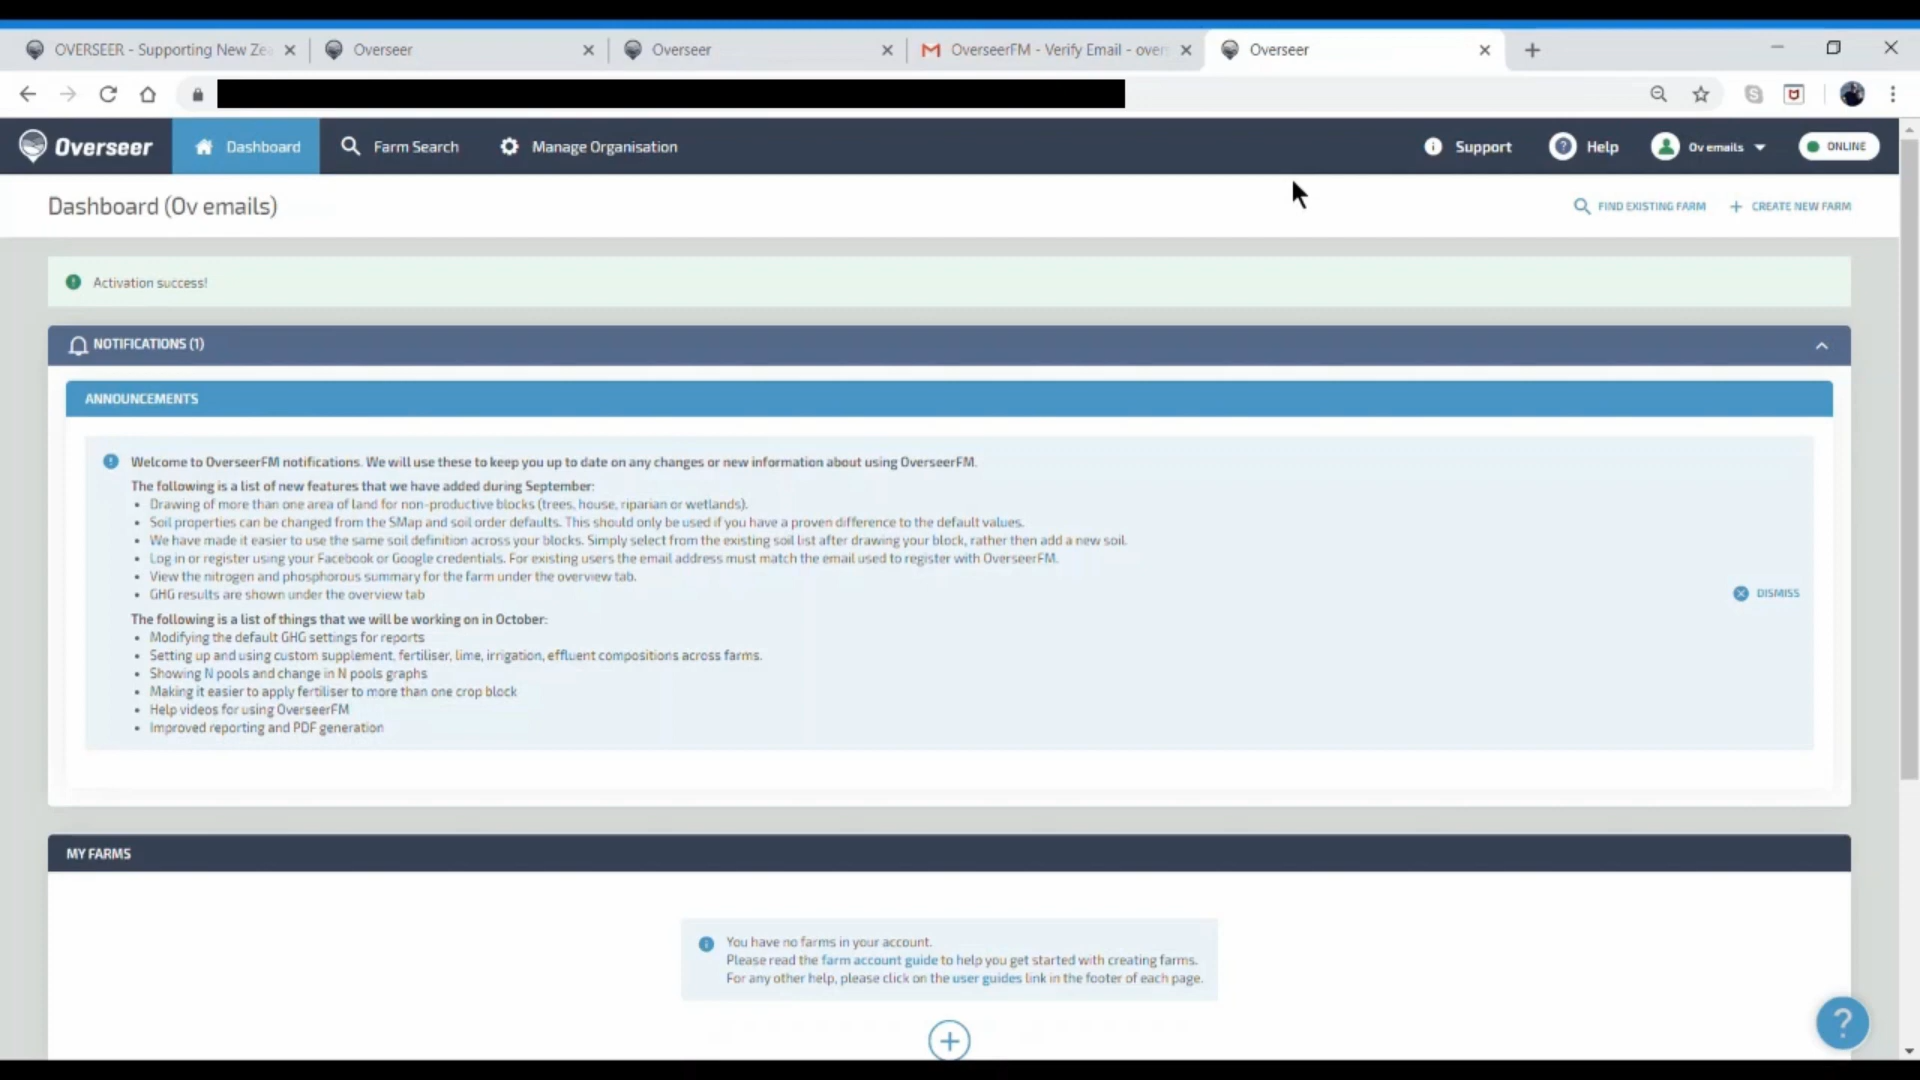 OVERSEER - Supporting New Zea
Overseer
Overseer
OverseerFM - Verify Email - over
Overseer
Overseer
Dashboard
Farm Search
Manage Organisation
Support
Help
Ov emails
ONLINE
Dashboard (Ov emails)
FIND EXISTING FARM
CREATE NEW FARM
Activation success!
NOTIFICATIONS (1)
ANNOUNCEMENTS
Welcome to OverseerFM notifications. We will use these to keep you up to date on any changes or new information about using OverseerFM.
The following is a list of new features that we have added during September:
• Drawing of more than one area of land for non-productive blocks (trees, house, riparian or wetlands).
• Soil properties can be changed from the SMap and soil order defaults. This should only be used if you have a proven difference to the default values.
• We have made it easier to use the same soil definition across your blocks. Simply select from the existing soil list after drawing your block, rather then add a new soil.
• Log in or register using your Facebook or Google credentials. For existing users the email address must match the email used to register with OverseerFM.
• View the nitrogen and phosphorous summary for the farm under the overview tab.
• GHG results are shown under the overview tab
DISMISS
The following is a list of things that we will be working on in October:
• Modifying the default GHG settings for reports
• Setting up and using custom supplement, fertiliser, lime, irrigation, effluent compositions across farms.
• Showing N pools and change in N pools graphs
• Making it easier to apply fertiliser to more than one crop block
• Help videos for using OverseerFM
• Improved reporting and PDF generation
MY FARMS
You have no farms in your account.
Please read the farm account guide to help you get started with creating farms.
For any other help, please click on the user guides link in the footer of each page.